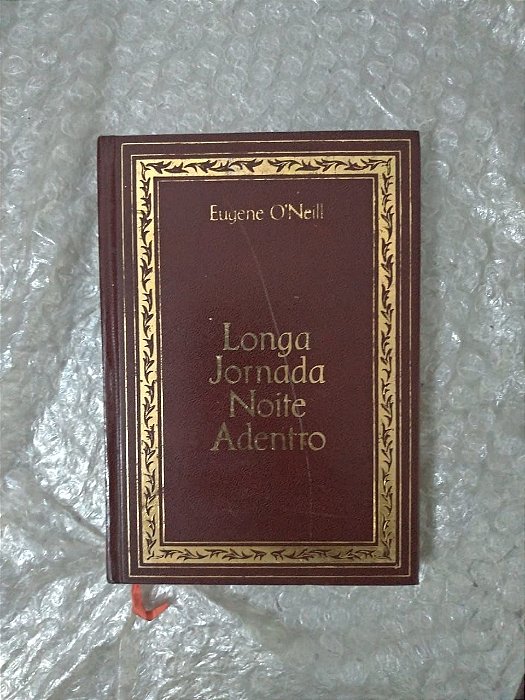 Eugene O'Neill
Longa
Jornada
Noite
Adentro